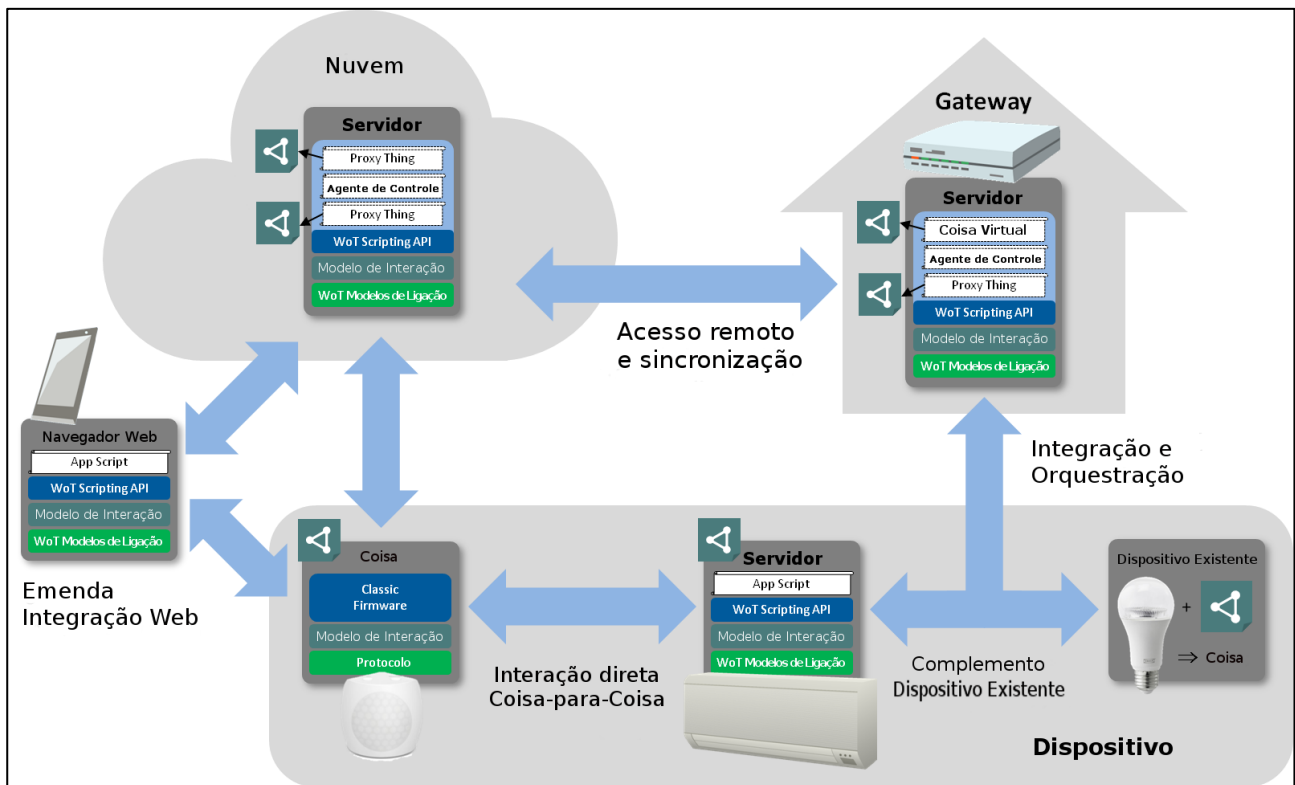 Nuvem
Servidor
Proxy Thing
Agente de Controle
Proxy Thing
WoT Scripting API
Modelo de Interação
WoT Modelos de Ligação
Gateway
Servidor
Coisa Virtual
Agente de Controle
Proxy Thing
WoT Scripting API
Modelo de Interação
WoT Modelos de Ligação
Acesso remoto
e sincronização
Navegador Web
App Script
WoT Scripting API
Modelo de Interação
WoT Modelos de Ligação
Emenda
Integração Web
Integração e
Orquestração
Coisa
Classic
Firmware
Modelo de Interação
Protocolo
Interação direta
Coisa-para-Coisa
Servidor
App Script
WoT Scripting API
Modelo de Interação
WoT Modelos de Ligação
Complemento
Dispositivo Existente
Dispositivo Existente
+
⇒ Coisa
Dispositivo